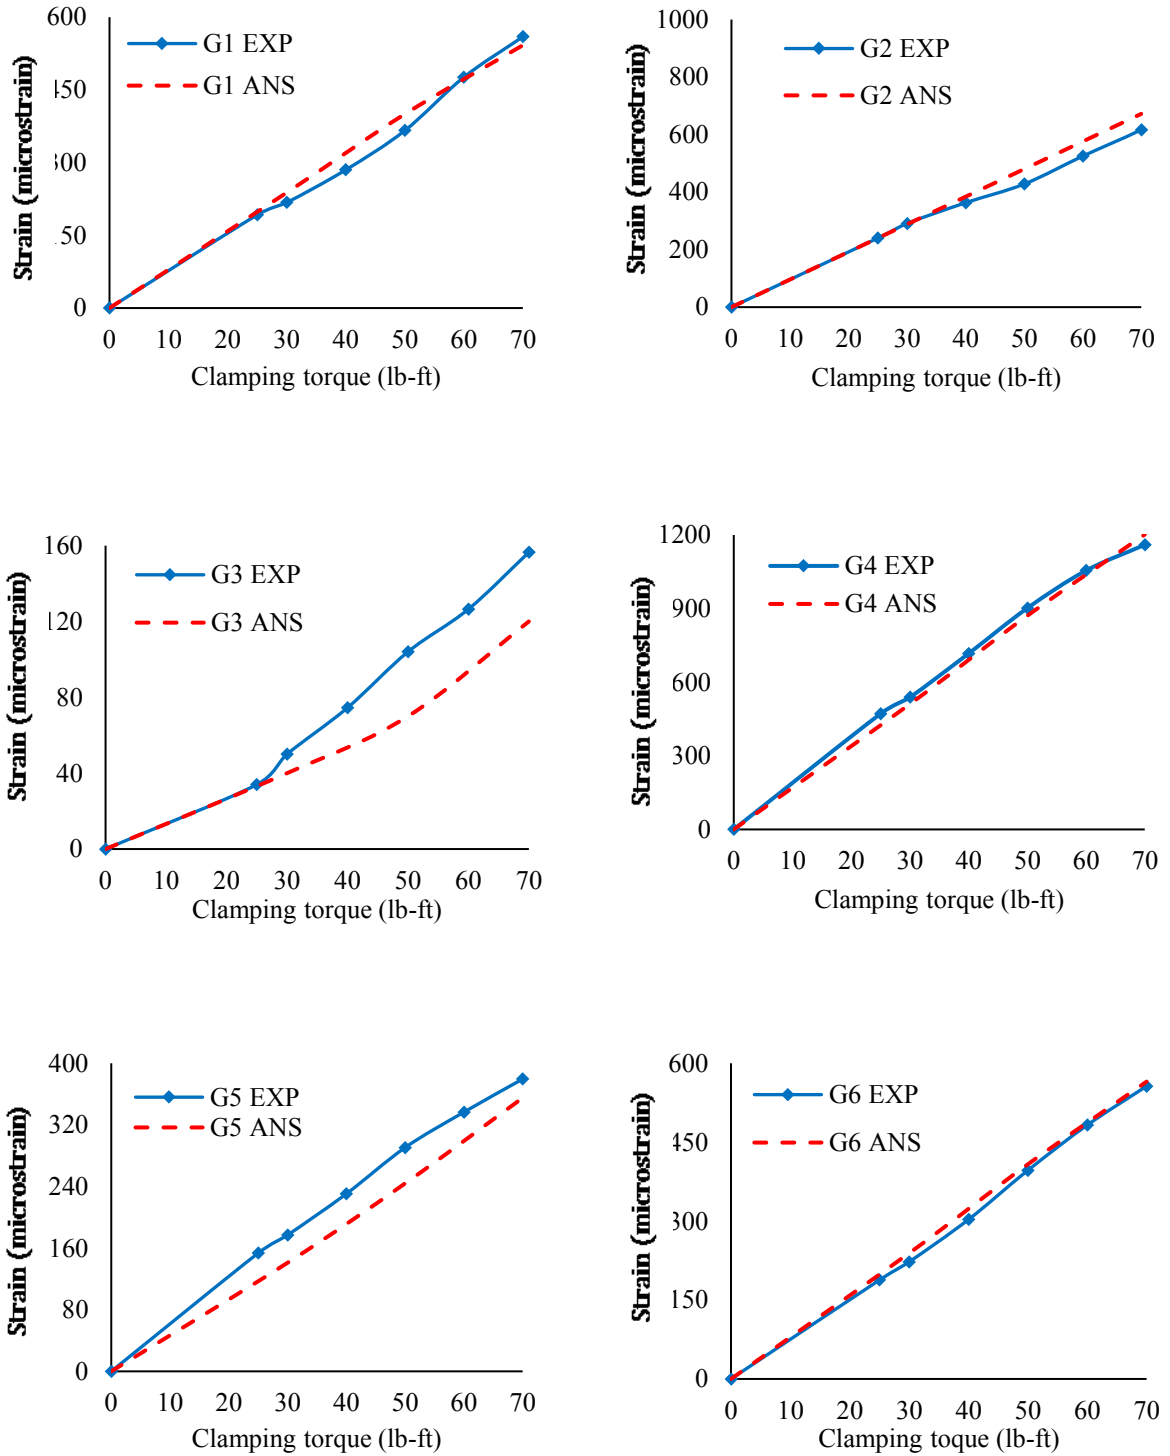 600
G1 EXP
G1 ANS
450
300
150
0
0 10 20 30 40 50 60 70
Strain (microstrain)
Clamping torque (lb-ft)
1000
G2 EXP
800
G2 ANS
600
400
200
0
0 10 20 30 40 50 60 70
Strain (microstrain)
Clamping torque (lb-ft)
160
G3 EXP
G3 ANS
120
80
40
0
0 10 20 30 40 50 60 70
Strain (microstrain)
Clamping torque (lb-ft)
1200
G4 EXP
G4 ANS
900
600
300
0
0 10 20 30 40 50 60 70
Strain (microstrain)
Clamping torque (lb-ft)
400
G5 EXP
G5 ANS
320
240
160
80
0
0 10 20 30 40 50 60 70
Strain (microstrain)
Clamping torque (lb-ft)
600
G6 EXP
G6 ANS
450
300
150
0
0 10 20 30 40 50 60 70
Strain (microstrain)
Clamping toque (lb-ft)